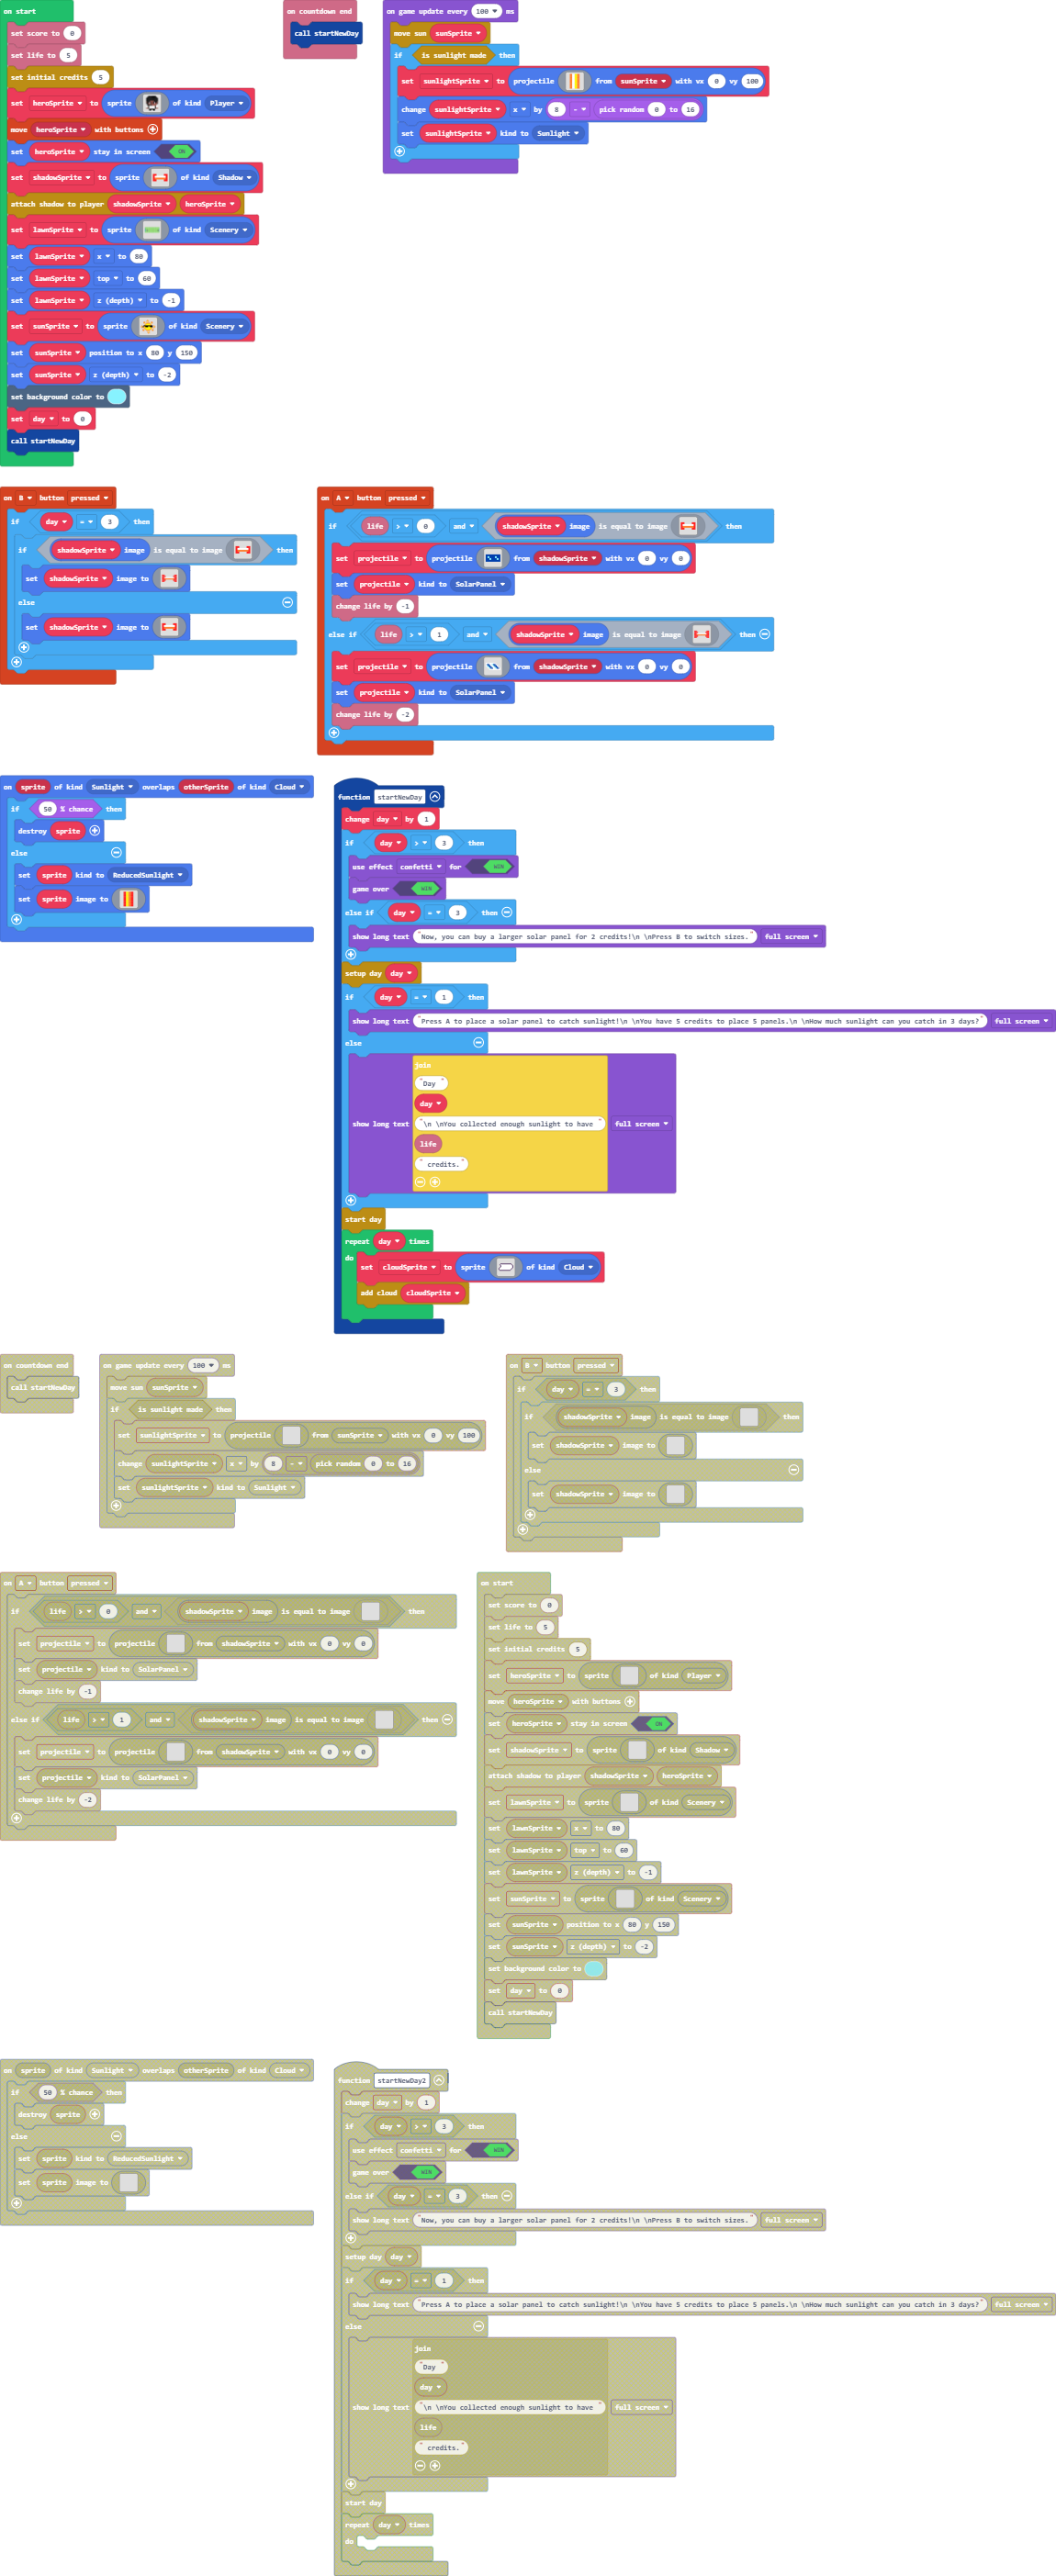 on start
set score to 0
set life to 5
set initial credits 5
set heroSprite to sprite of kind Player
move heroSprite with buttons
set heroSprite stay in screen ON
set shadowSprite to sprite of kind Shadow
attach shadow to player shadowSprite heroSprite
set lawnSprite to sprite of kind Scenery
set lawnSprite x to 80
set lawnSprite top to 60
set lawnSprite z (depth) to -1
set sunSprite to sprite of kind Scenery
set sunSprite position to x 80 y 150
set sunSprite z (depth) to -2
set background color to
set day to 0
call startNewDay
on countdown end
call startNewDay
on game update every 100 ms
move sun sunSprite
if is sunlight made then
set sunlightSprite to projectile from sunSprite with vx 0 vy 100
change sunlightSprite x by 8 - pick random 0 to 16
set sunlightSprite kind to Sunlight
on B button pressed
if day = 3 then
if shadowSprite image is equal to image then
set shadowSprite image to
else
set shadowSprite image to
on A button pressed
if life > 0 and shadowSprite image is equal to image then
set projectile to projectile from shadowSprite with vx 0 vy 0
set projectile kind to SolarPanel
change life by -1
else if life > 1 and shadowSprite image is equal to image then
set projectile to projectile from shadowSprite with vx 0 vy 0
set projectile kind to SolarPanel
change life by -2
on sprite of kind Sunlight overlaps otherSprite of kind Cloud
if 50 % chance then
destroy sprite
else
set sprite kind to ReducedSunlight
set sprite image to
function startNewDay
change day by 1
if day > 3 then
use effect confetti for WIN
game over WIN
else if day = 3 then
show long text "Now, you can buy a larger solar panel for 2 credits!\n \nPress B to switch sizes." full screen
setup day day
if day = 1 then
show long text "Press A to place a solar panel to catch sunlight!\n \nYou have 5 credits to place 5 panels.\n \nHow much sunlight can you catch in 3 days?" full screen
else
join
"Day "
day
show long text "\n \nYou collected enough sunlight to have " full screen
life
" credits."
start day
repeat day times
do
set cloudSprite to sprite of kind Cloud
add cloud cloudSprite
on countdown end
call startNewDay
on game update every 100 ms
move sun sunSprite
if is sunlight made then
set sunlightSprite to projectile from sunSprite with vx 0 vy 100
change sunlightSprite x by 8 - pick random 0 to 16
set sunlightSprite kind to Sunlight
on B button pressed
if day = 3 then
if shadowSprite image is equal to image then
set shadowSprite image to
else
set shadowSprite image to
on A button pressed
if life > 0 and shadowSprite image is equal to image then
set projectile to projectile from shadowSprite with vx 0 vy 0
set projectile kind to SolarPanel
change life by -1
else if life > 1 and shadowSprite image is equal to image then
set projectile to projectile from shadowSprite with vx 0 vy 0
set projectile kind to SolarPanel
change life by -2
on start
set score to 0
set life to 5
set initial credits 5
set heroSprite to sprite of kind Player
move heroSprite with buttons
set heroSprite stay in screen ON
set shadowSprite to sprite of kind Shadow
attach shadow to player shadowSprite heroSprite
set lawnSprite to sprite of kind Scenery
set lawnSprite x to 80
set lawnSprite top to 60
set lawnSprite z (depth) to -1
set sunSprite to sprite of kind Scenery
set sunSprite position to x 80 y 150
set sunSprite z (depth) to -2
set background color to
set day to 0
call startNewDay
on sprite of kind Sunlight overlaps otherSprite of kind Cloud
if 50 % chance then
destroy sprite
else
set sprite kind to ReducedSunlight
set sprite image to
function startNewDay2
change day by 1
if day > 3 then
use effect confetti for WIN
game over WIN
else if day = 3 then
show long text "Now, you can buy a larger solar panel for 2 credits!\n \nPress B to switch sizes." full screen
setup day day
if day = 1 then
show long text "Press A to place a solar panel to catch sunlight!\n \nYou have 5 credits to place 5 panels.\n \nHow much sunlight can you catch in 3 days?" full screen
else
join
"Day "
day
show long text "\n \nYou collected enough sunlight to have " full screen
life
" credits."
start day
repeat day times
do